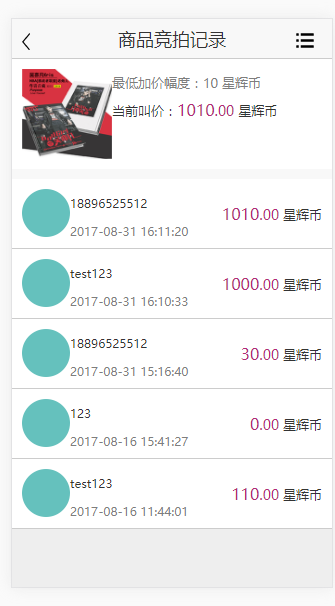 商品竞拍记录
最低加价幅度：10 星辉币
当前叫价：1010.00 星辉币
18896525512
1010.00 星辉币
2017-08-31 16:11:20
test123
1000.00 星辉币
2017-08-31 16:10:33
18896525512
30.00 星辉币
2017-08-31 15:16:40
123
0.00 星辉币
2017-08-16 15:41:27
test123
110.00 星辉币
2017-08-16 11:44:01